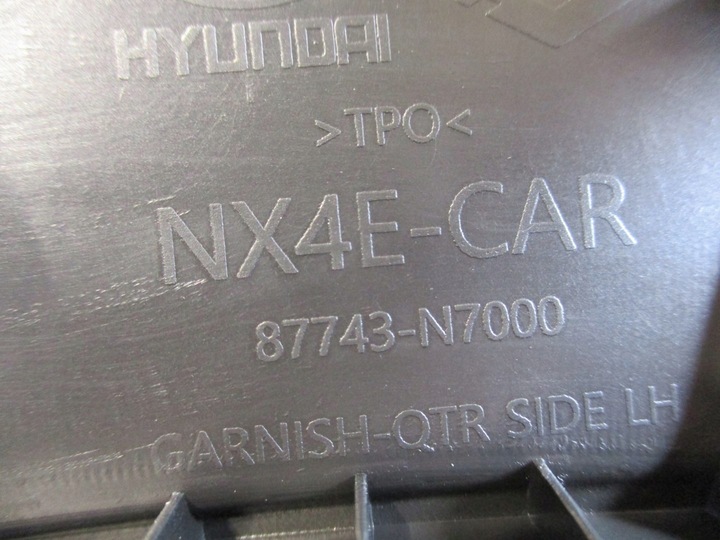 HYUNDAI
>TPO<
NX4E-CAR
87743-N7000
GARNISH-QTR SIDE LH